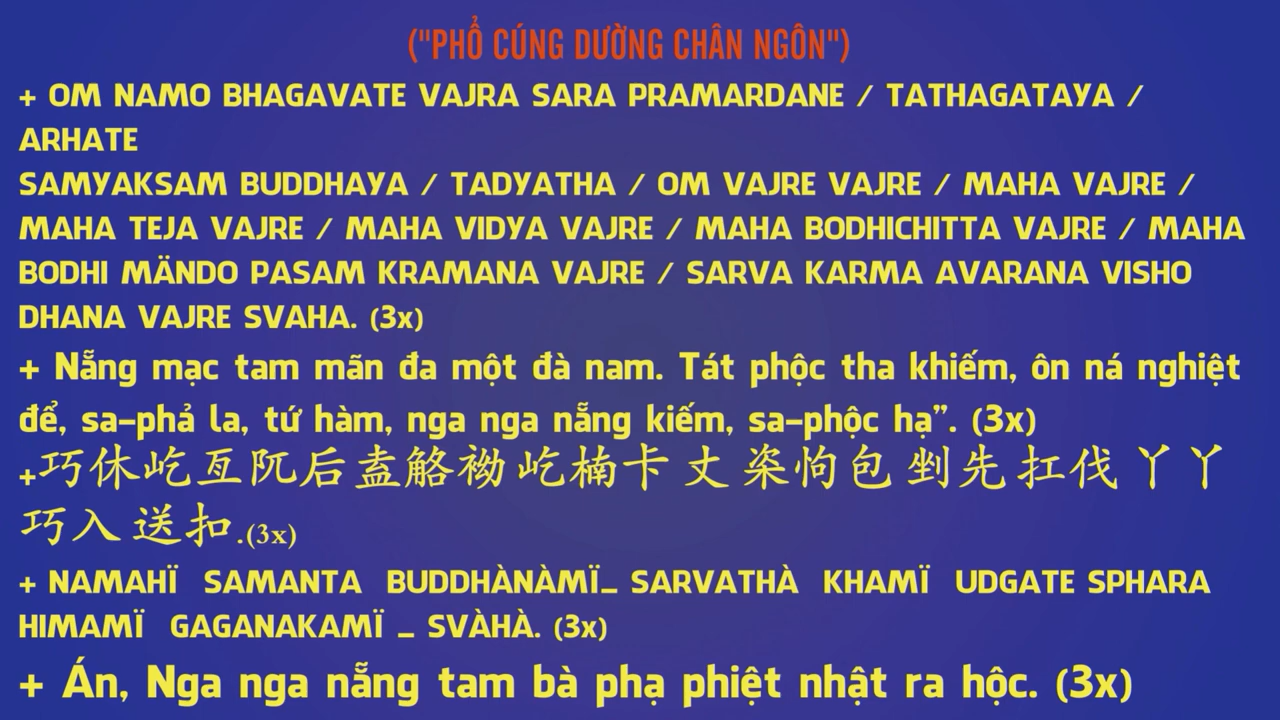 ("PHỔ CÚNG DƯỜNG CHÂN NGÔN")
+ OM NAMO BHAGAVATE VAJRA SARA PRAMARDANE / TATHAGATAYA /
ARHATE
SAMYAKSAM BUDDHAYA / TADYATHA / OM VAJRE VAJRE / MAHA VAJRE /
MAHA TEJA VAJRE / MAHA VIDYA VAJRE / MAHA BODHICHITTA VAJRE / MAHA
BODHI MÄNDO PASAM KRAMANA VAJRE / SARVA KARMA AVARANA VISHO
DHANA VAJRE SVAHA. (3x)
+ Nẵng mạc tam mãn đa một đà nam. Tát phộc tha khiếm, ôn ná nghiệt
để, sa-phả la, tứ hàm, nga nga nẵng kiếm, sa-phộc hạ”. (3x)
+巧休屹亙阢后盍觡袎屹楠卡丈柒恦包剉先扛伐丫丫
巧入送扣.(3x)
+ NAMAHÏ SAMANTA BUDDHÀNÀMÏ_ SARVATHÀ KHAMÏ UDGATE SPHARA
HIMAMÏ GAGANAKAMÏ _ SVÀHÀ. (3x)
+ Án, Nga nga nẵng tam bà phạ phiệt nhật ra hộc. (3x)